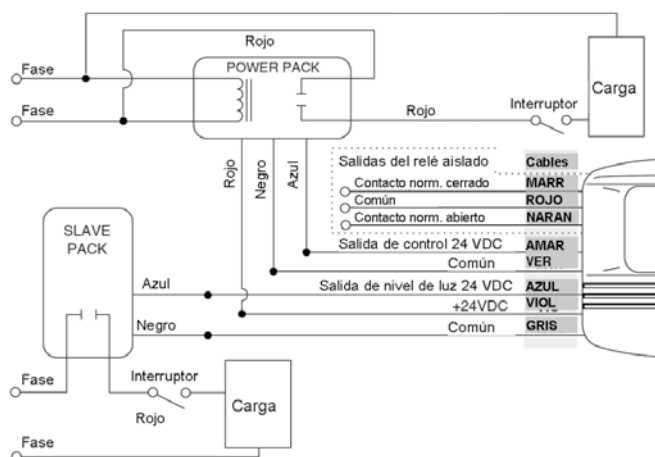 Rojo
Fase
POWER PACK
Carga
Fase
Rojo
Interruptor
Rojo
Negro
Azul
Salidas del relé aislado
Cables
Contacto norm. cerrado
MARR
Común
ROJO
Contacto norm. abierto
NARAN
SLAVE
PACK
Salida de control 24 VDC
AMAR
Común
VER
Azul
Salida de nivel de luz 24 VDC
AZUL
+24VDC
VIOL
Negro
Común
GRIS
Fase
Interruptor
Rojo
Carga
Fase